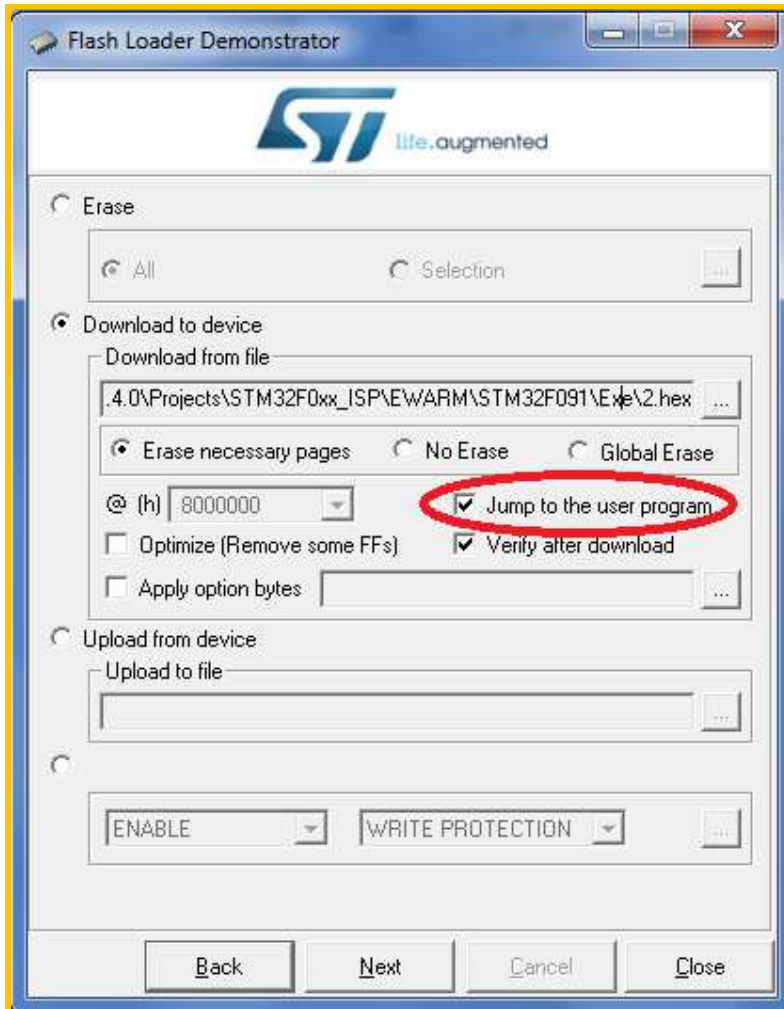 Flash Loader Demonstrator
ST life.augmented
Erase
All Selection ...
Download to device
Download from file
.4.0\Projects\STM32F0xx_ISP\EWARM\STM32F091\Exe\2.hex ...
Erase necessary pages No Erase Global Erase
@ (h) 8000000 Jump to the user program
Optimize (Remove some FFs) Verify after download
Apply option bytes ...
Upload from device
Upload to file
...
ENABLE WRITE PROTECTION ...
Back Next Cancel Close